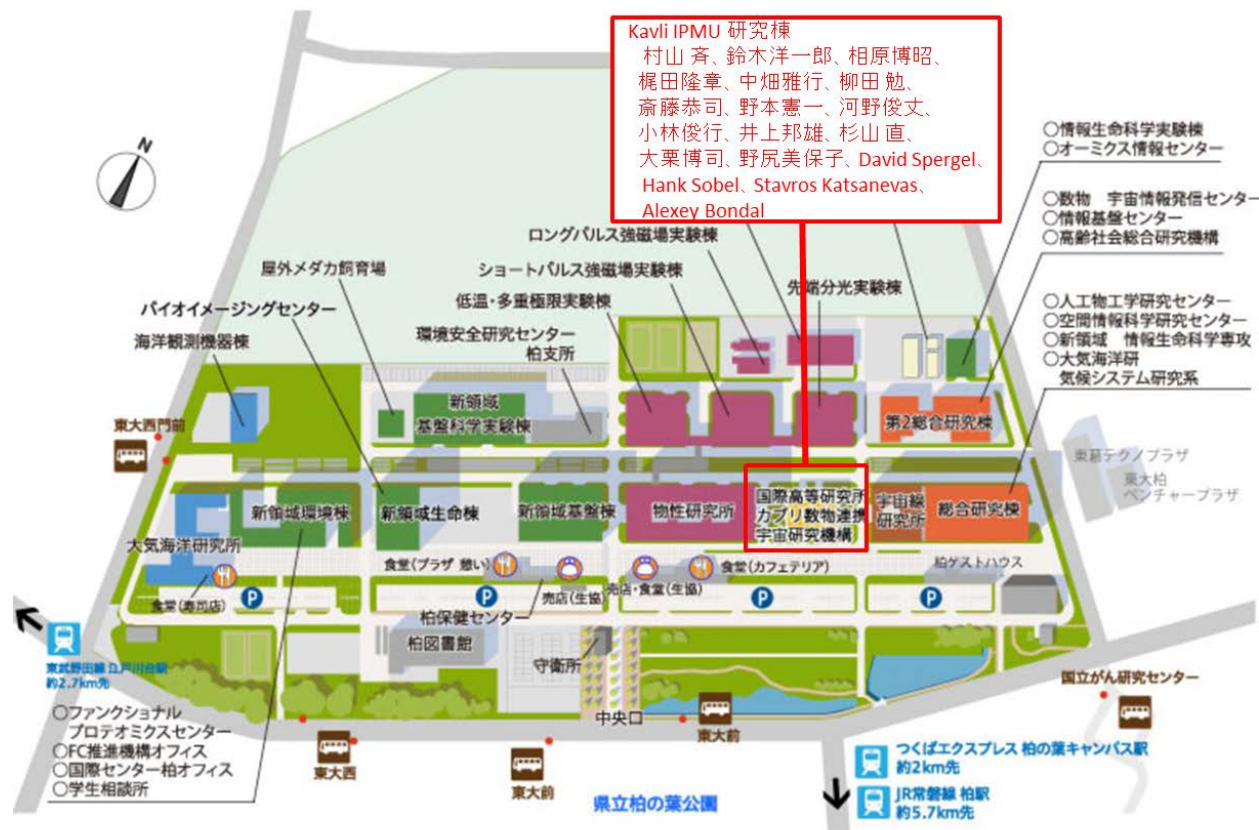 Kavli IPMU 研究棟
村山 斉、鈴木洋一郎、相原博昭、
梶田隆章、中畑雅行、柳田 勉、
斎藤恭司、野本憲一、河野俊丈、
小林俊行、井上邦雄、杉山 直、
大栗博司、野尻美保子、David Spergel、
Hank Sobel、Stavros Katsanevas、
Alexey Bondal
N
○情報生命科学実験棟
○オーミクス情報センター
○数物 宇宙情報発信センター
○情報基盤センター
○高齢社会総合研究機構
○人工物工学研究センター
○空間情報科学研究センター
○新領域 情報生命科学専攻
○大気海洋研
気候システム研究系
ロングパルス強磁場実験棟
ショートパルス強磁場実験棟
先端分光実験棟
低温・多重極限実験棟
屋外メダカ飼育場
バイオイメージングセンター
海洋観測機器棟
環境安全研究センター
柏支所
新領域
基盤科学実験棟
第2総合研究棟
東大西門前
東葛テクノプラザ
東大柏
ベンチャープラザ
新領域環境棟
新領域生命棟
新領域基盤棟
物性研究所
国際高等研究所
カブリ数物連携
宇宙研究機構
宇宙線
研究所
総合研究棟
大気海洋研究所
食堂(プラザ 憩い)
食堂(カフェテリア)
柏ゲストハウス
食堂(寿司店)
売店(生協)
売店・食堂(生協)
P
P
P
P
柏保健センター
柏図書館
守衛所
東武野田線 江戸川台駅
約2.7km先
国立がん研究センター
○ファンクショナル
プロテオミクスセンター
○FC推進機構オフィス
○国際センター柏オフィス
○学生相談所
中央口
東大前
東大西
東大前
県立柏の葉公園
つくばエクスプレス 柏の葉キャンパス駅
約2km先
JR常磐線 柏駅
約5.7km先